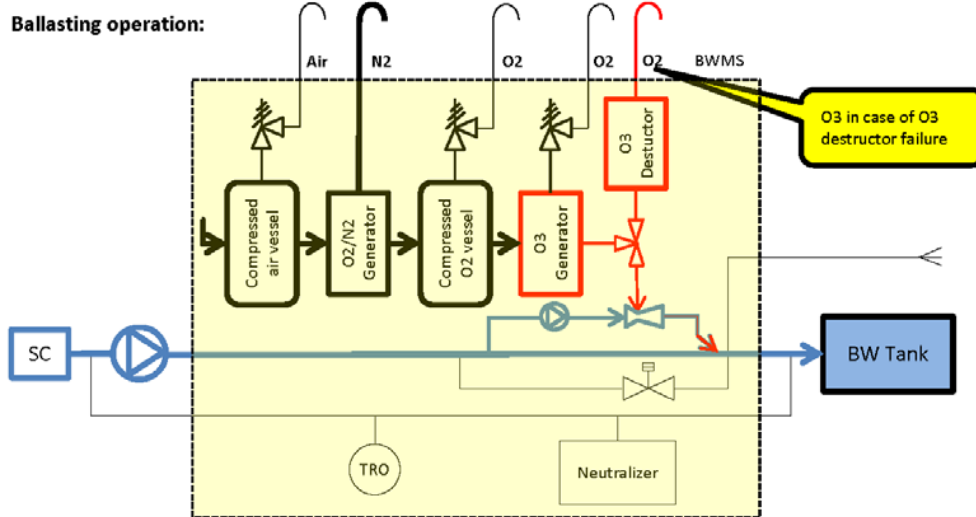 Ballasting operation:
Air
N2
O2
O2
O2
BWMS
O3 in case of O3
destructor failure
O3
Destuctor
Compressed
air vessel
O2/N2
Generator
Compressed
O2 vessel
O3
Generator
SC
BW Tank
TRO
Neutralizer